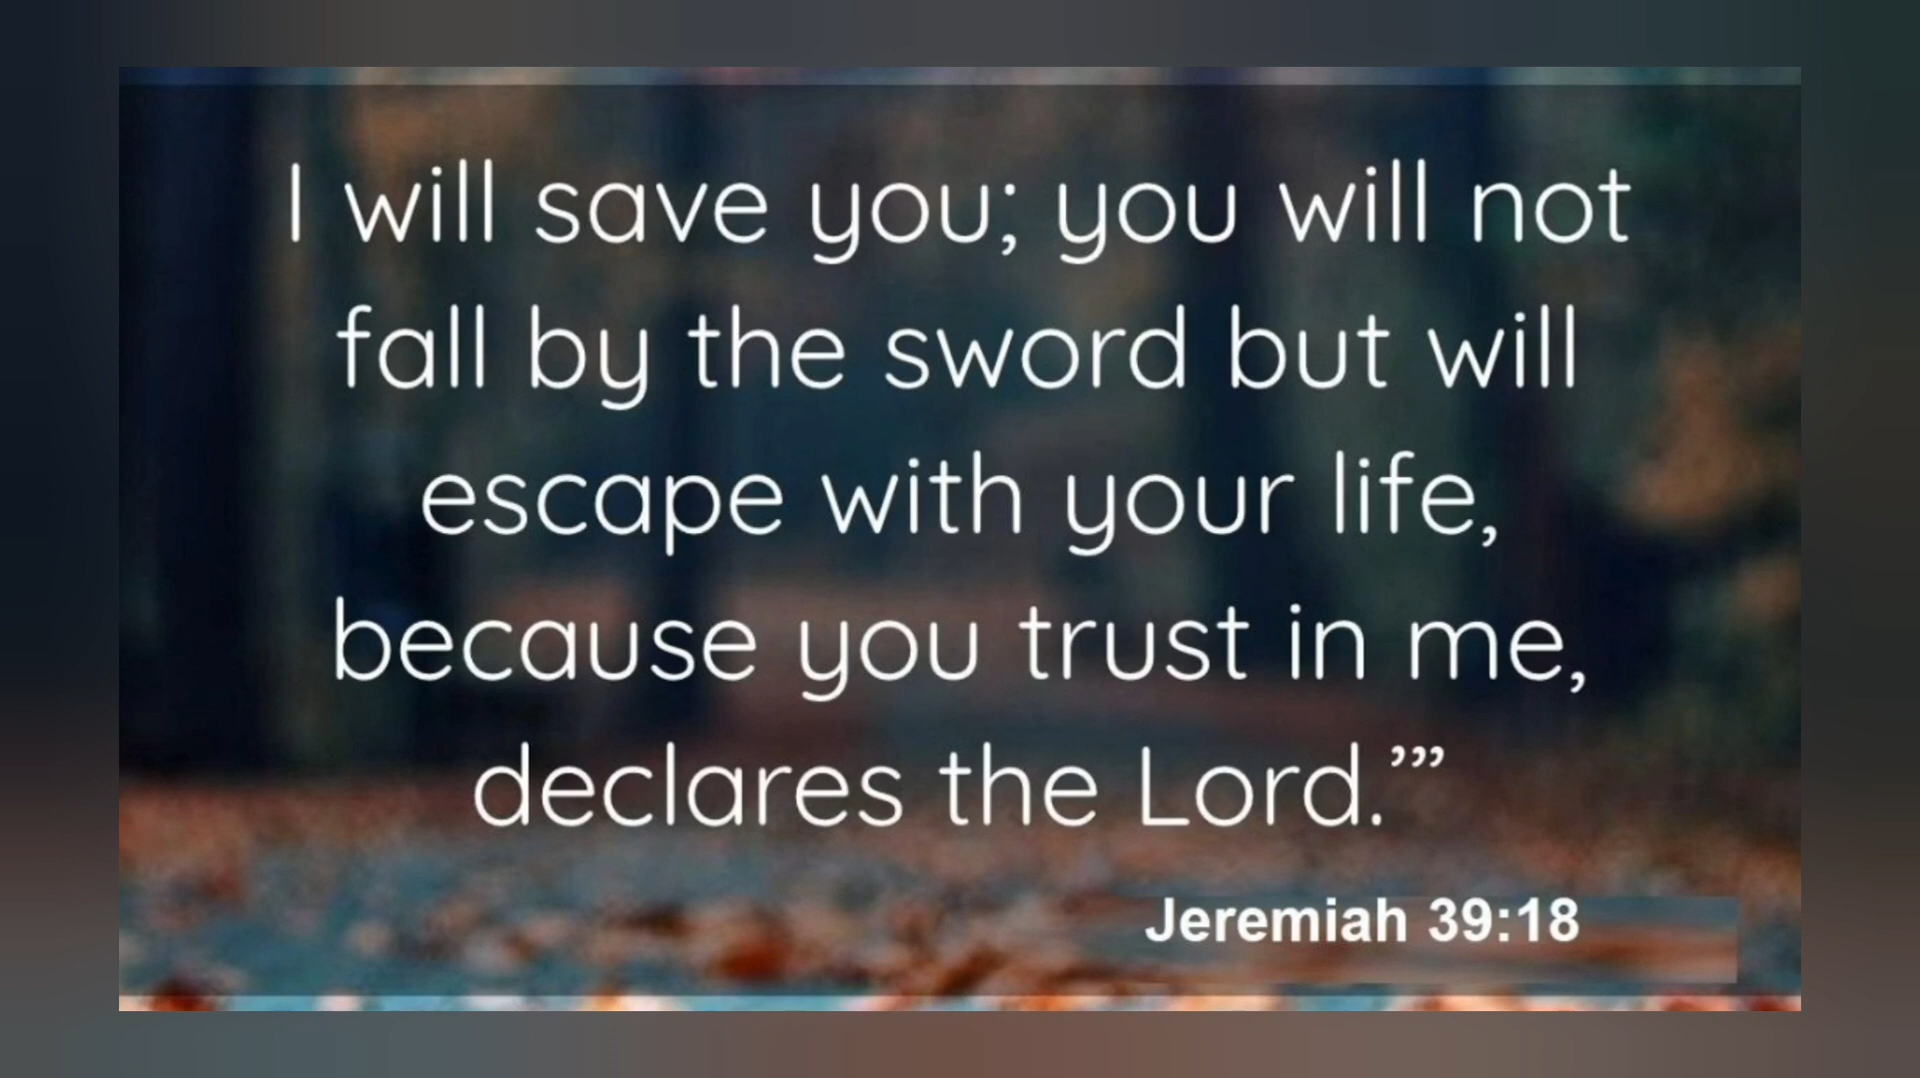 I will save you; you will not
fall by the sword but will
escape with your life,
because you trust in me,
declares the Lord.’”
Jeremiah 39:18